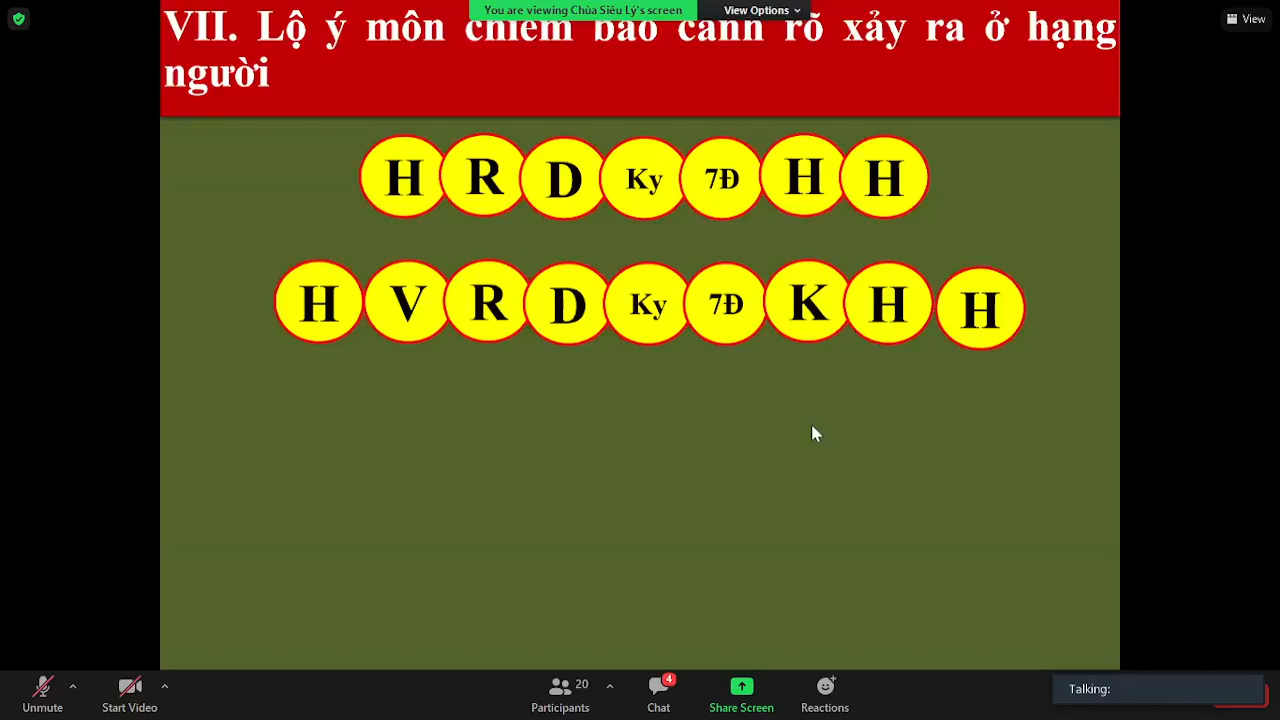 You are viewing Chùa Siêu Lý's screen
View Options
View
VII. Lộ ý môn chiêm bao cảnh rõ xảy ra ở hạng
người
H R D Ky 7Đ H H
H V R D Ky 7Đ K H H
Unmute
Start Video
20
Participants
4
Chat
Share Screen
Reactions
Talking: